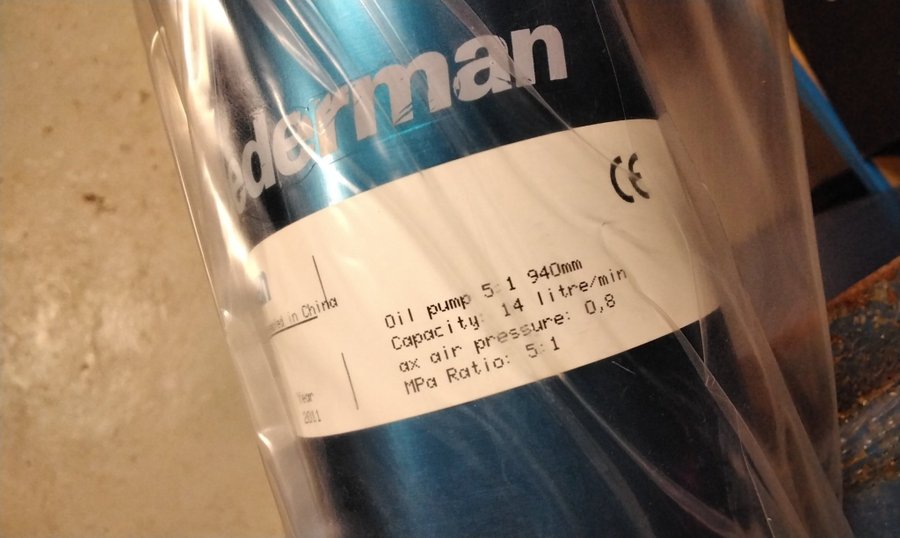 ederman
CE
Oil pump 5:1 940mm
Capacity: 14 litre/min
ax air pressure: 0,8
MPa Ratio: 5:1
in China
Year
2011